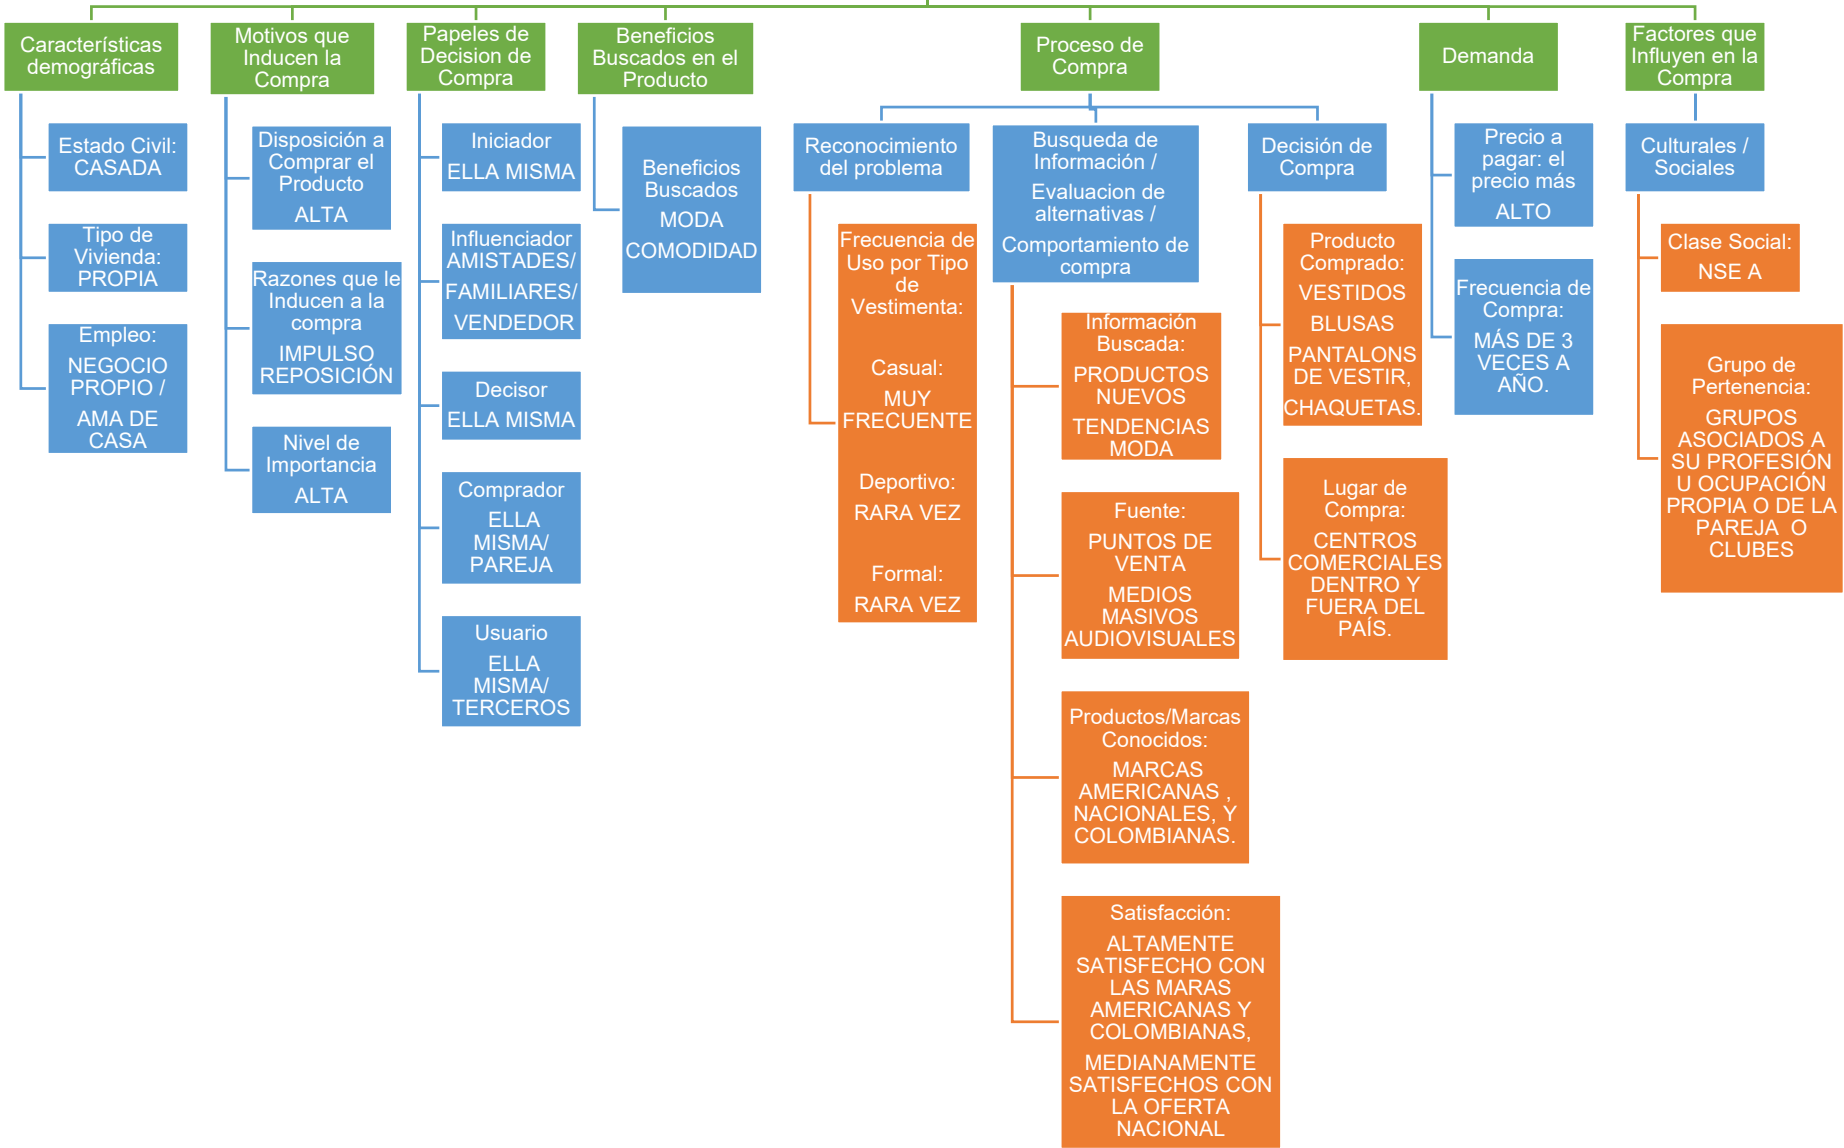 Características
demográficas
Estado Civil:
CASADA
Tipo de
Vivienda:
PROPIA
Empleo:
NEGOCIO
PROPIO /
AMA DE
CASA
Motivos que
Inducen la
Compra
Disposición a
Comprar el
Producto
ALTA
Razones que le
Inducen a la
compra
IMPULSO
REPOSICIÓN
Nivel de
Importancia
ALTA
Papeles de
Decision de
Compra
Iniciador
ELLA MISMA
Influenciador
AMISTADES/
FAMILIARES/
VENDEDOR
Decisor
ELLA MISMA
Comprador
ELLA
MISMA/
PAREJA
Usuario
ELLA
MISMA/
TERCEROS
Beneficios
Buscados en el
Producto
Beneficios
Buscados
MODA
COMODIDAD
Proceso de
Compra
Reconocimiento
del problema
Frecuencia de
Uso por Tipo
de
Vestimenta:
Casual:
MUY
FRECUENTE
Deportivo:
RARA VEZ
Formal:
RARA VEZ
Busqueda de
Información /
Evaluacion de
alternativas /
Comportamiento de
compra
Información
Buscada:
PRODUCTOS
NUEVOS
TENDENCIAS
MODA
Fuente:
PUNTOS DE
VENTA
MEDIOS
MASIVOS
AUDIOVISUALES
Productos/Marcas
Conocidos:
MARCAS
AMERICANAS ,
NACIONALES, Y
COLOMBIANAS.
Satisfacción:
ALTAMENTE
SATISFECHO CON
LAS MARAS
AMERICANAS Y
COLOMBIANAS,
MEDIANAMENTE
SATISFECHOS CON
LA OFERTA
NACIONAL
Decisión de
Compra
Producto
Comprado:
VESTIDOS
BLUSAS
PANTALONS
DE VESTIR,
CHAQUETAS.
Lugar de
Compra:
CENTROS
COMERCIALES
DENTRO Y
FUERA DEL
PAÍS.
Demanda
Precio a
pagar: el
precio más
ALTO
Frecuencia de
Compra:
MÁS DE 3
VECES A
AÑO.
Factores que
Influyen en la
Compra
Culturales /
Sociales
Clase Social:
NSE A
Grupo de
Pertenencia:
GRUPOS
ASOCIADOS A
SU PROFESIÓN
U OCUPACIÓN
PROPIA O DE LA
PAREJA O
CLUBES